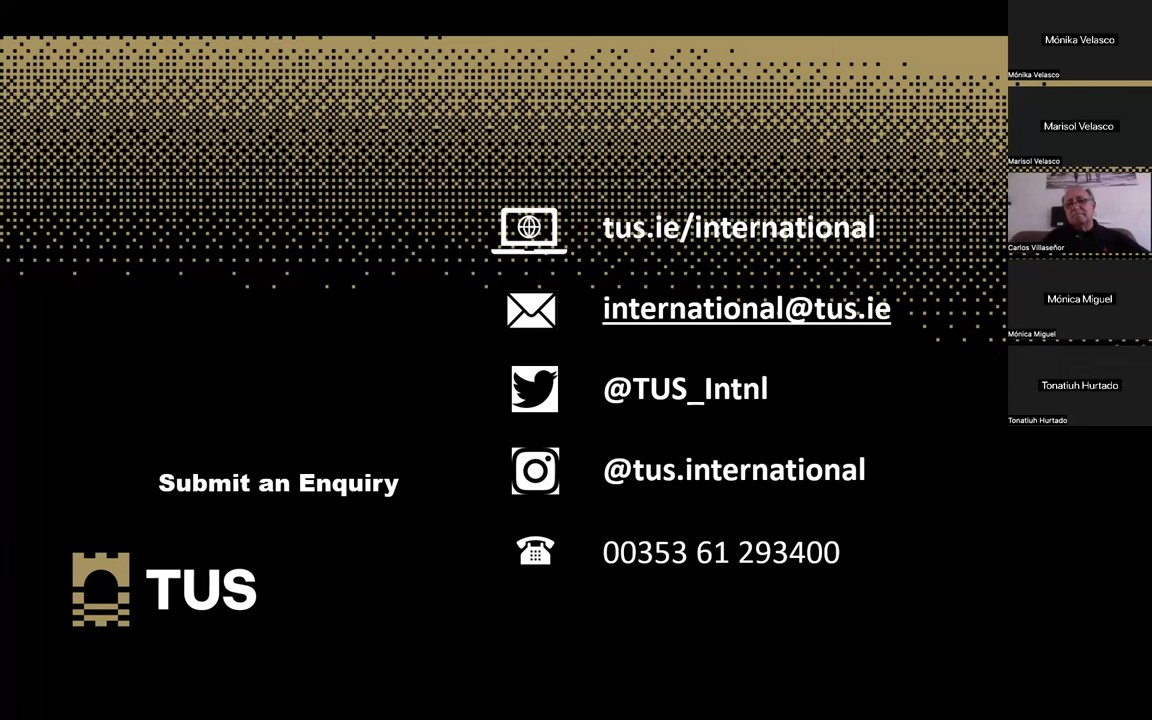 tus.ie/international
international@tus.ie
@TUS_Intnl
@tus.international
Submit an Enquiry
00353 61 293400
TUS
Mónika Velasco
Mónika Velasco
Marisol Velasco
Marisol Velasco
Carlos Villaseñor
Mónica Miguel
Mónica Miguel
Tonatiuh Hurtado
Tonatiuh Hurtado